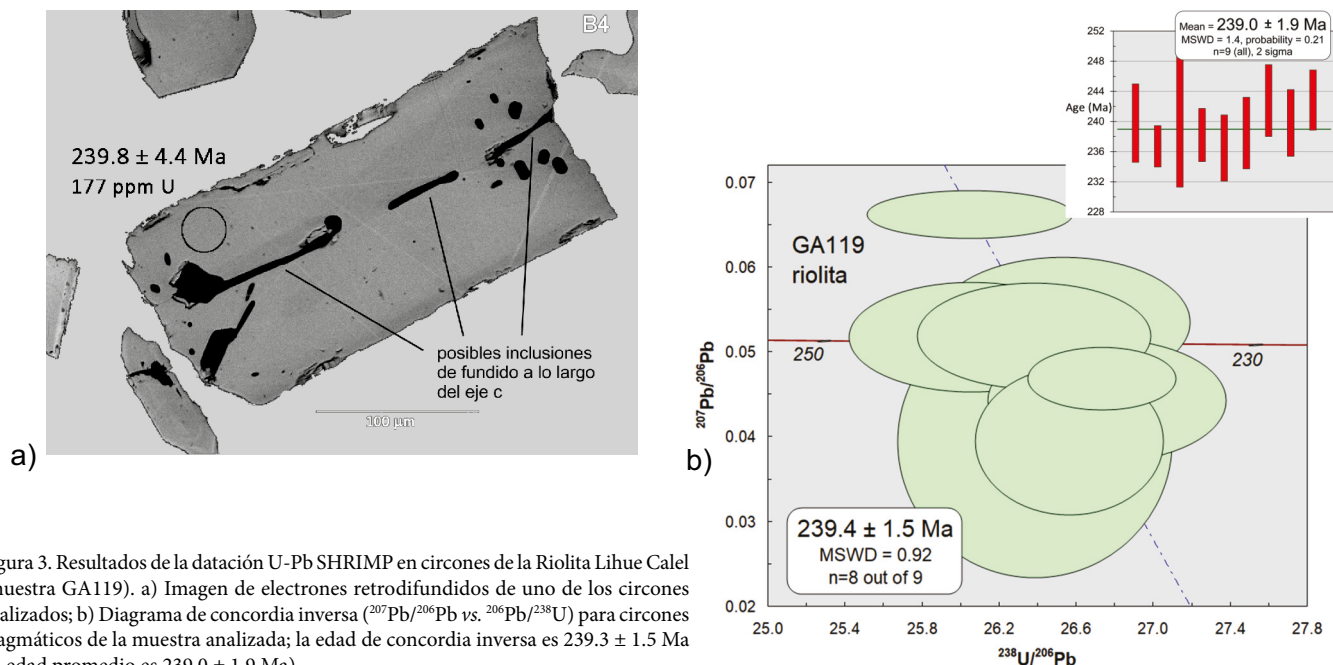 B4
239.8 ± 4.4 Ma
177 ppm U
posibles inclusiones
de fundido a lo largo
del eje c
100 µm
a)
Mean = 239.0 ± 1.9 Ma
MSWD = 1.4, probability = 0.21
n=9 (all), 2 sigma
252
248
244
Age (Ma)
240
236
232
228
0.07
0.06
0.05
0.04
0.03
0.02
²⁰⁷Pb/²⁰⁶Pb
GA119
riolita
250
230
239.4 ± 1.5 Ma
MSWD = 0.92
n=8 out of 9
25.0 25.4 25.8 26.2 26.6 27.0 27.4 27.8
²³⁸U/²⁰⁶Pb
b)
gura 3. Resultados de la datación U-Pb SHRIMP en circones de la Riolita Lihue Calel
muestra GA119). a) Imagen de electrones retrodifundidos de uno de los circones
alizados; b) Diagrama de concordia inversa (²⁰⁷Pb/²⁰⁶Pb vs. ²⁰⁶Pb/²³⁸U) para circones
agmáticos de la muestra analizada; la edad de concordia inversa es 239.3 ± 1.5 Ma
edad promedio es 239.0 ± 1.9 Ma)